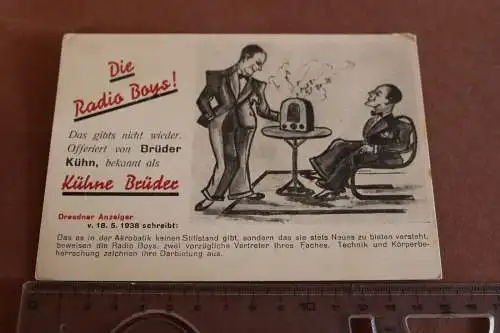 Die
Radio Boys!
Das gibts nicht wieder.
Offeriert von Brüder
Kühn, bekannt als
Kühne Brüder
Dresdner Anzeiger
v. 18. 5. 1938 schreibt:
Das es in der Akrobatik keinen Stillstand gibt, sondern das sie stets Neues zu bieten versteht,
beweisen die Radio Boys, zwei vorzügliche Vertreter ihres Faches. Technik und Körperbe-
herrschung zeichnen ihre Darbietung aus.